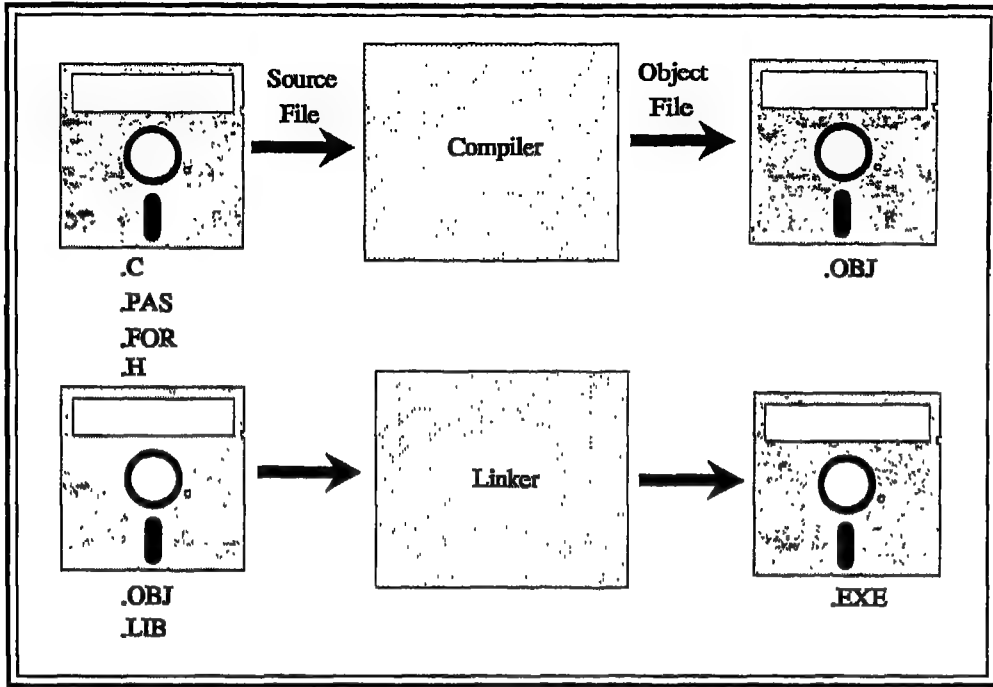 Source
File
Compiler
Object
File
.C
.PAS
.FOR
.H
.OBJ
Linker
.OBJ
.LIB
.EXE